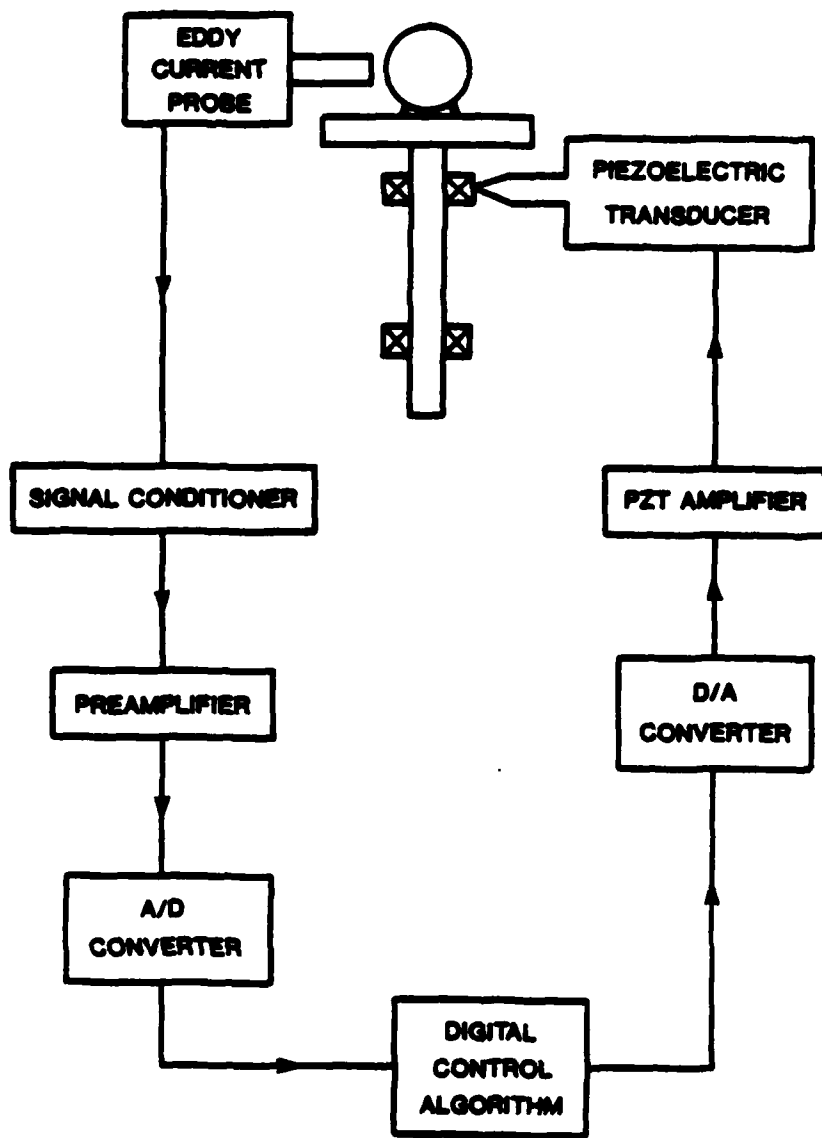 EDDY
CURRENT
PROBE
PIEZOELECTRIC
TRANSDUCER
SIGNAL CONDITIONER
PZT AMPLIFIER
PREAMPLIFIER
D/A
CONVERTER
A/D
CONVERTER
DIGITAL
CONTROL
ALGORITHM